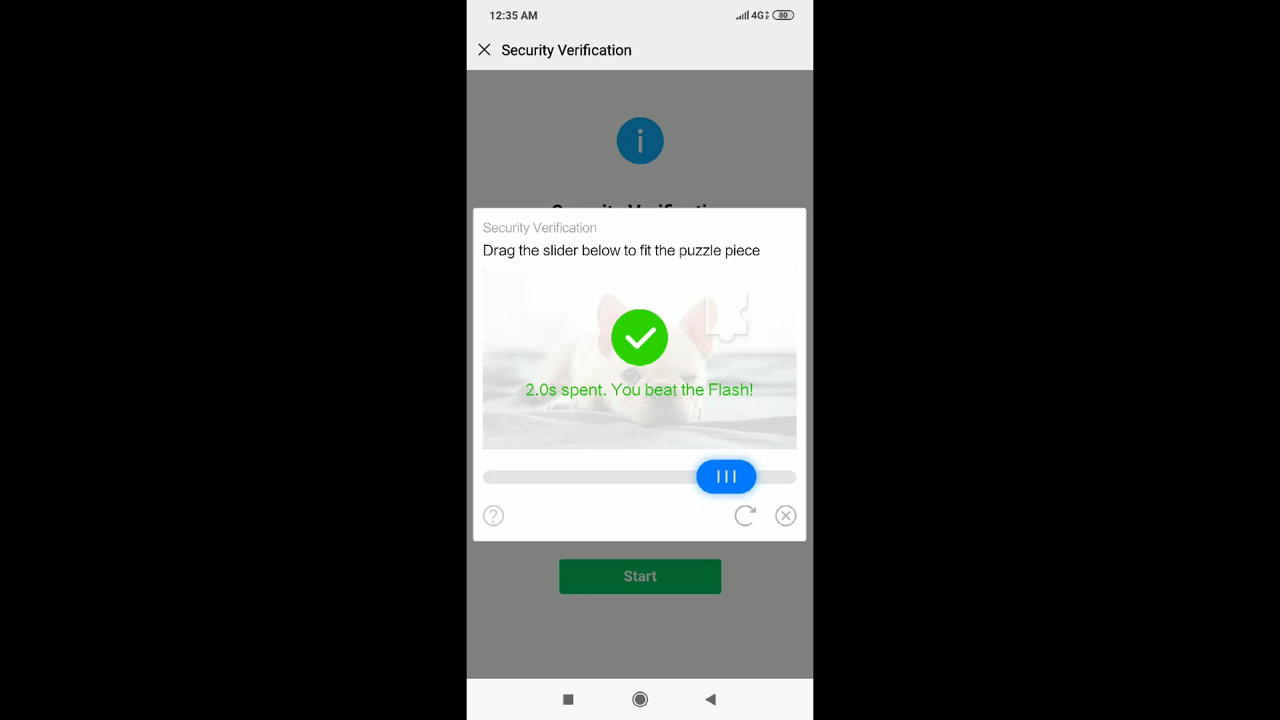 12:35 AM
4G
80
Security Verification
Security Verification
Drag the slider below to fit the puzzle piece
2.0s spent. You beat the Flash!
Start